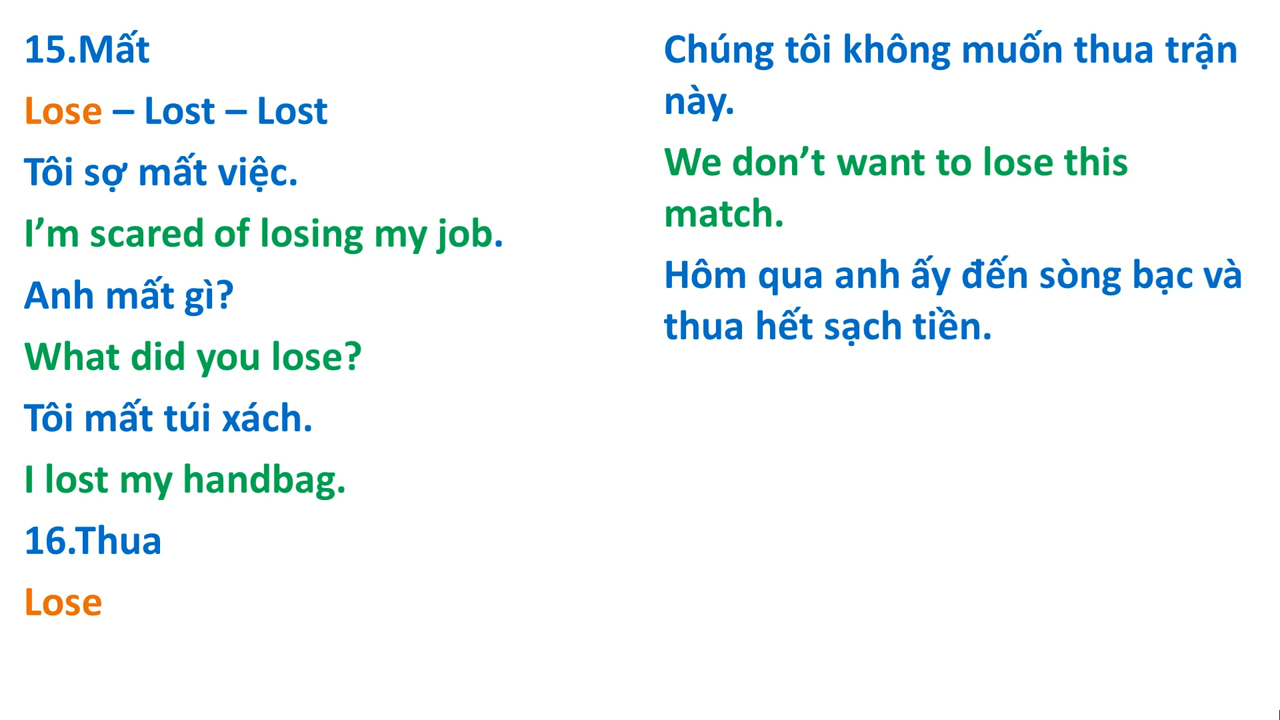 15.Mất
Lose – Lost – Lost
Tôi sợ mất việc.
I’m scared of losing my job.
Anh mất gì?
What did you lose?
Tôi mất túi xách.
I lost my handbag.
16.Thua
Lose
Chúng tôi không muốn thua trận
này.
We don’t want to lose this
match.
Hôm qua anh ấy đến sòng bạc và
thua hết sạch tiền.